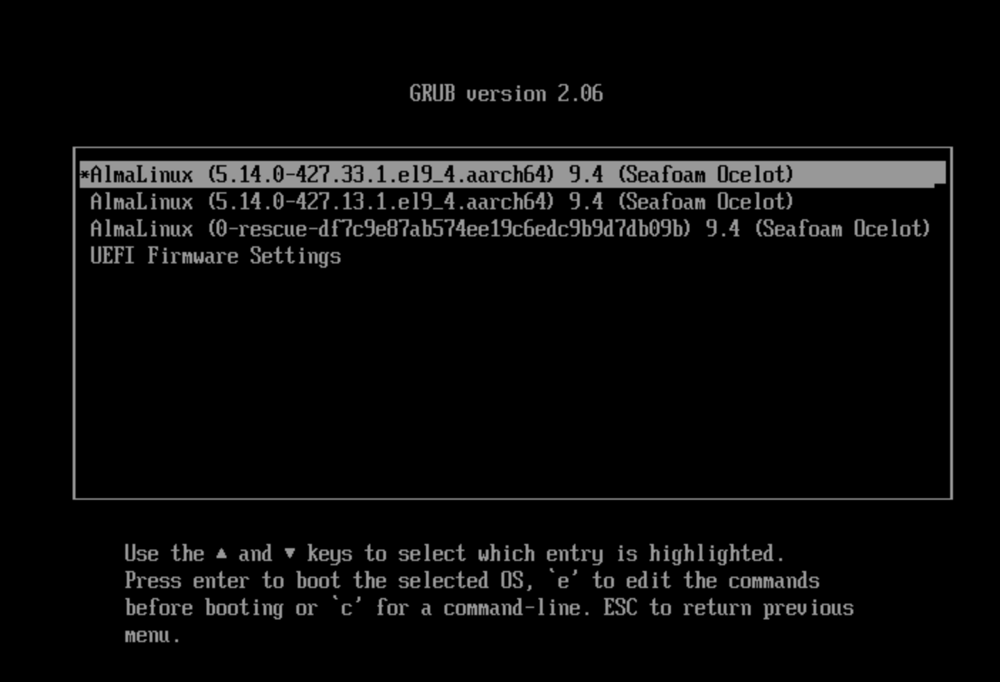 GRUB version 2.06
*AlmaLinux (5.14.0-427.33.1.el9_4.aarch64) 9.4 (Seafoam Ocelot)
AlmaLinux (5.14.0-427.13.1.el9_4.aarch64) 9.4 (Seafoam Ocelot)
AlmaLinux (0-rescue-df7c9e87ab574ee19c6edc9b9d7db09b) 9.4 (Seafoam Ocelot)
UEFI Firmware Settings
Use the ▲ and ▼ keys to select which entry is highlighted.
Press enter to boot the selected OS, `e' to edit the commands
before booting or `c' for a command-line. ESC to return previous
menu.